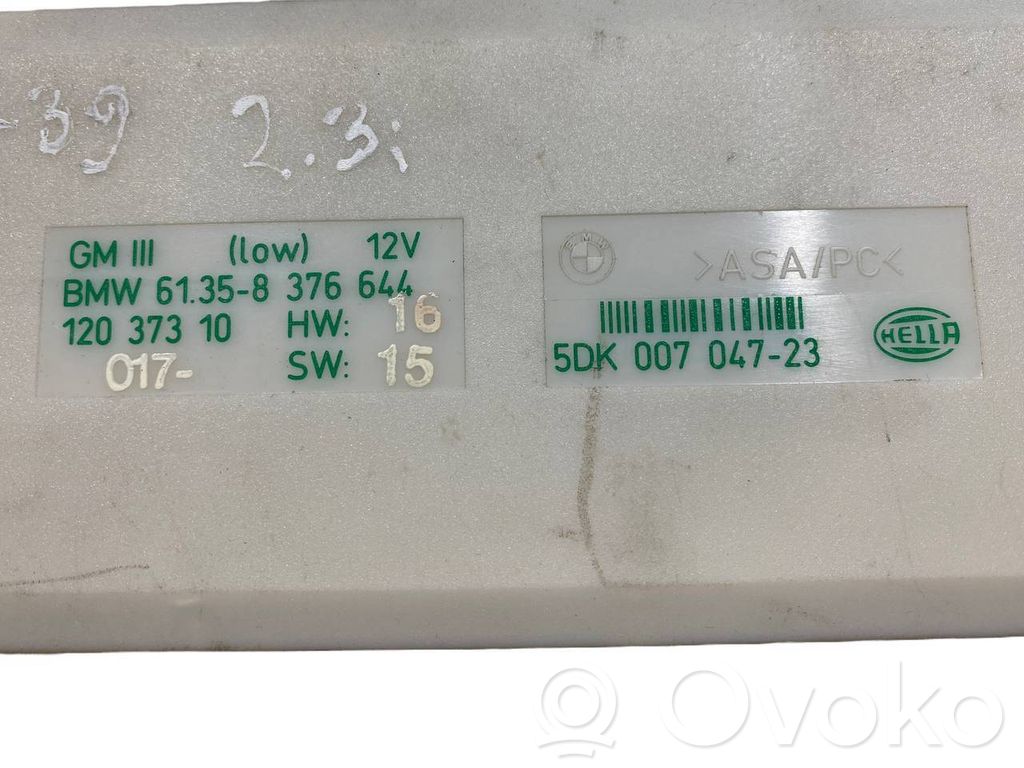 -39 2.3i
GM III (low) 12V
BMW 61.35-8 376 644
120 373 10 HW: 16
017- SW: 15
BMW
>ASA/PC<
5DK 007 047-23
HELLA
Ovoko